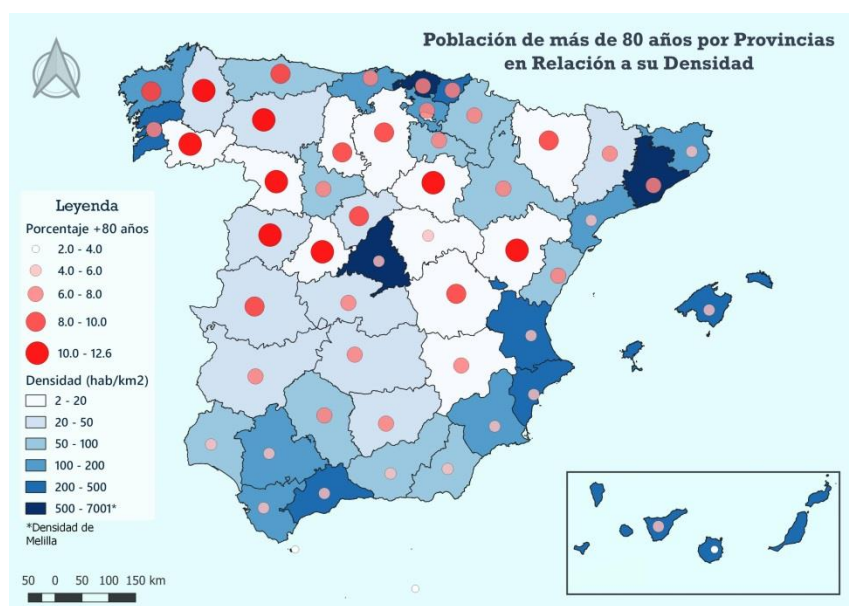 Población de más de 80 años por Provincias
en Relación a su Densidad
Leyenda
Porcentaje +80 años
2.0 - 4.0
4.0 - 6.0
6.0 - 8.0
8.0 - 10.0
10.0 - 12.6
Densidad (hab/km2)
2 - 20
20 - 50
50 - 100
100 - 200
200 - 500
500 - 7001*
*Densidad de
Melilla
50 0 50 100 150 km